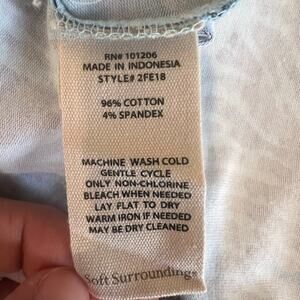 RN# 101206
MADE IN INDONESIA
STYLE# 2FE18
96% COTTON
4% SPANDEX
MACHINE WASH COLD
GENTLE CYCLE
ONLY NON-CHLORINE
BLEACH WHEN NEEDED
LAY FLAT TO DRY
WARM IRON IF NEEDED
MAY BE DRY CLEANED
Soft Surroundings